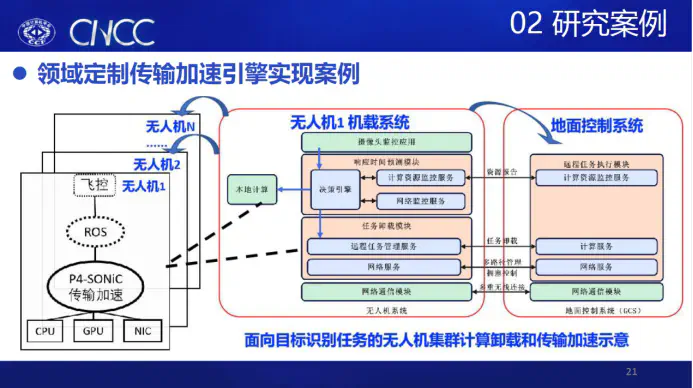 CNCC
02 研究案例
领域定制传输加速引擎实现案例
无人机N
......
无人机2
无人机1
飞控
ROS
P4-SONiC
传输加速
CPU
GPU
NIC
无人机1 机载系统
摄像头监控应用
响应时间预测模块
本地计算
决策引擎
计算资源监控服务
网络监控服务
任务卸载模块
远程任务管理服务
网络服务
网络通信模块
无人机系统
资源报告
任务卸载
多路径管理
拥塞控制
多重无线连接
地面控制系统
远程任务执行模块
计算资源监控服务
计算服务
网络服务
网络通信模块
地面控制系统（GCS）
面向目标识别任务的无人机集群计算卸载和传输加速示意
21